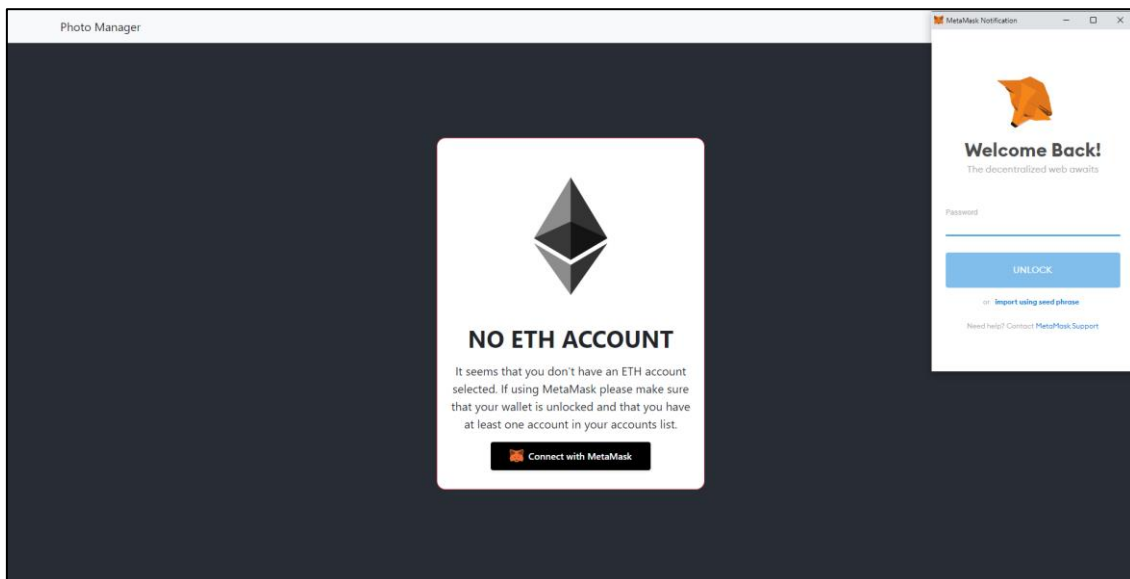 Photo Manager
MetaMask Notification
Welcome Back!
The decentralized web awaits
Password
UNLOCK
or import using seed phrase
Need help? Contact MetaMask Support
NO ETH ACCOUNT
It seems that you don't have an ETH account
selected. If using MetaMask please make sure
that your wallet is unlocked and that you have
at least one account in your accounts list.
Connect with MetaMask